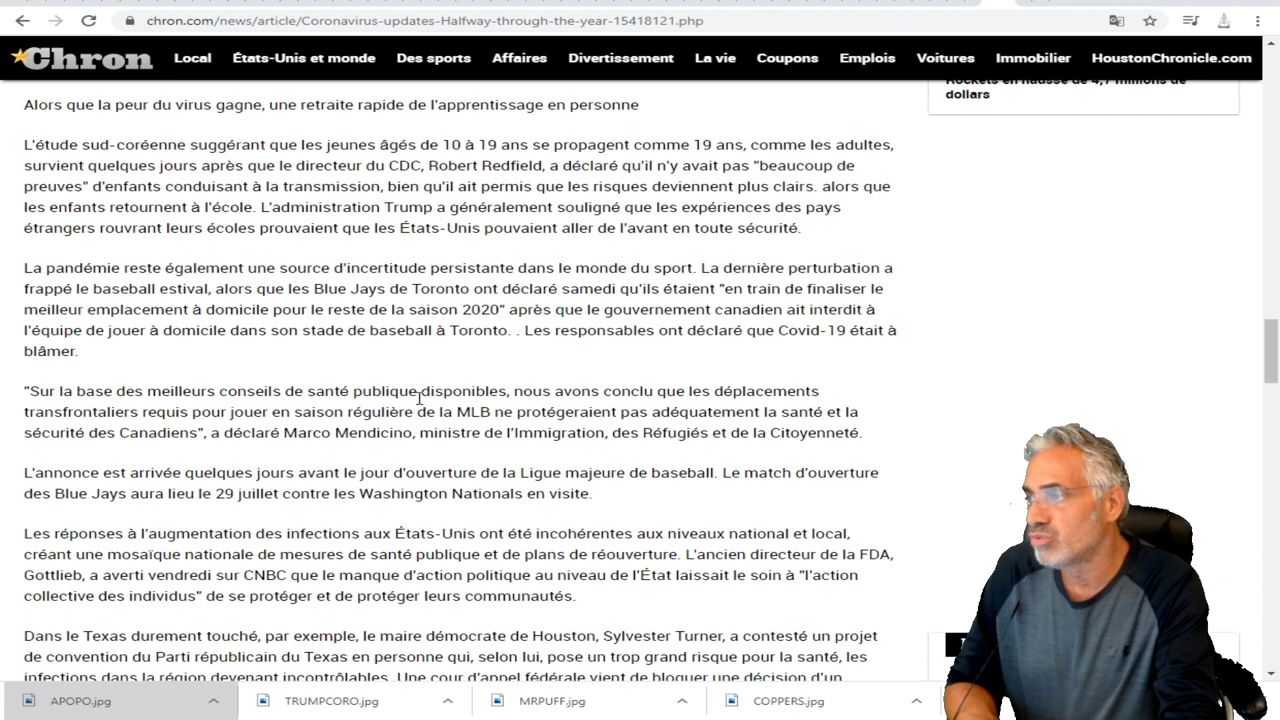 chron.com/news/article/Coronavirus-updates-Halfway-through-the-year-15418121.php
Chron Local États-Unis et monde Des sports Affaires Divertissement La vie Coupons Emplois Voitures Immobilier HoustonChronicle.com
Rockets en hausse de 4,7 millions de
dollars
Alors que la peur du virus gagne, une retraite rapide de l'apprentissage en personne
L'étude sud-coréenne suggérant que les jeunes âgés de 10 à 19 ans se propagent comme 19 ans, comme les adultes,
survient quelques jours après que le directeur du CDC, Robert Redfield, a déclaré qu'il n'y avait pas "beaucoup de
preuves" d'enfants conduisant à la transmission, bien qu'il ait permis que les risques deviennent plus clairs. alors que
les enfants retournent à l'école. L'administration Trump a généralement souligné que les expériences des pays
étrangers rouvrant leurs écoles prouvaient que les États-Unis pouvaient aller de l'avant en toute sécurité.
La pandémie reste également une source d'incertitude persistante dans le monde du sport. La dernière perturbation a
frappé le baseball estival, alors que les Blue Jays de Toronto ont déclaré samedi qu'ils étaient "en train de finaliser le
meilleur emplacement à domicile pour le reste de la saison 2020" après que le gouvernement canadien ait interdit à
l'équipe de jouer à domicile dans son stade de baseball à Toronto. . Les responsables ont déclaré que Covid-19 était à
blâmer.
"Sur la base des meilleurs conseils de santé publique disponibles, nous avons conclu que les déplacements
transfrontaliers requis pour jouer en saison régulière de la MLB ne protégeraient pas adéquatement la santé et la
sécurité des Canadiens", a déclaré Marco Mendicino, ministre de l'Immigration, des Réfugiés et de la Citoyenneté.
L'annonce est arrivée quelques jours avant le jour d'ouverture de la Ligue majeure de baseball. Le match d'ouverture
des Blue Jays aura lieu le 29 juillet contre les Washington Nationals en visite.
Les réponses à l'augmentation des infections aux États-Unis ont été incohérentes aux niveaux national et local,
créant une mosaïque nationale de mesures de santé publique et de plans de réouverture. L'ancien directeur de la FDA,
Gottlieb, a averti vendredi sur CNBC que le manque d'action politique au niveau de l'État laissait le soin à "l'action
collective des individus" de se protéger et de protéger leurs communautés.
Dans le Texas durement touché, par exemple, le maire démocrate de Houston, Sylvester Turner, a contesté un projet
de convention du Parti républicain du Texas en personne qui, selon lui, pose un trop grand risque pour la santé, les
infections dans la région devenant incontrôlables. Une cour d'appel fédérale vient de bloquer une décision d'un
APOPO.jpg TRUMPCORO.jpg MRPUFF.jpg COPPERS.jpg